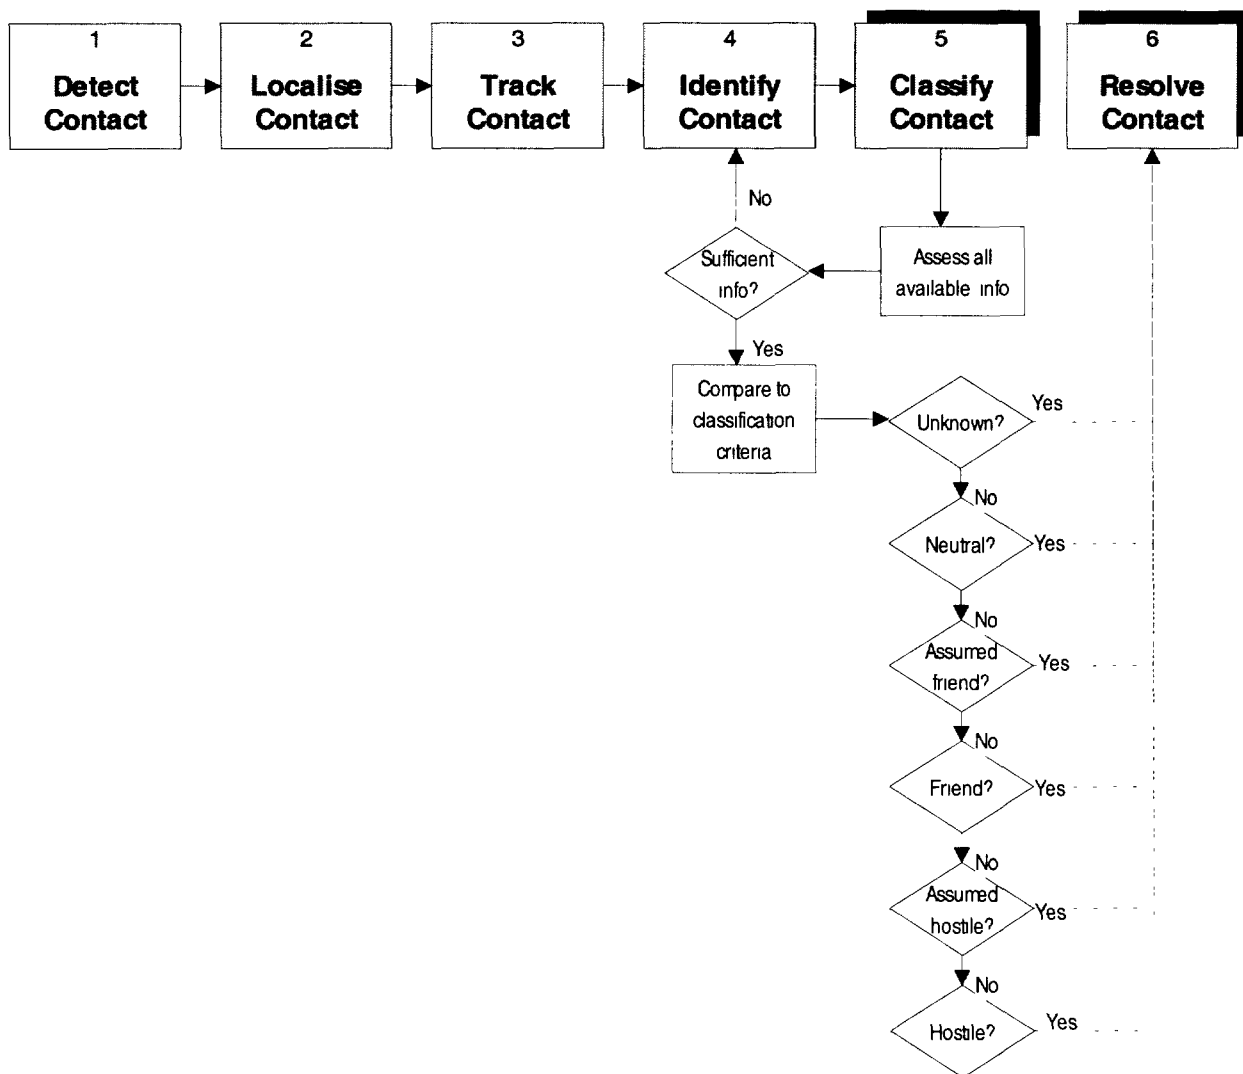 1
Detect
Contact
2
Localise
Contact
3
Track
Contact
4
Identify
Contact
5
Classify
Contact
6
Resolve
Contact
No
Sufficient
info?
Assess all
available info
Yes
Compare to
classification
criteria
Unknown?
Yes
No
Neutral?
Yes
No
Assumed
friend?
Yes
No
Friend?
Yes
No
Assumed
hostile?
Yes
No
Hostile?
Yes